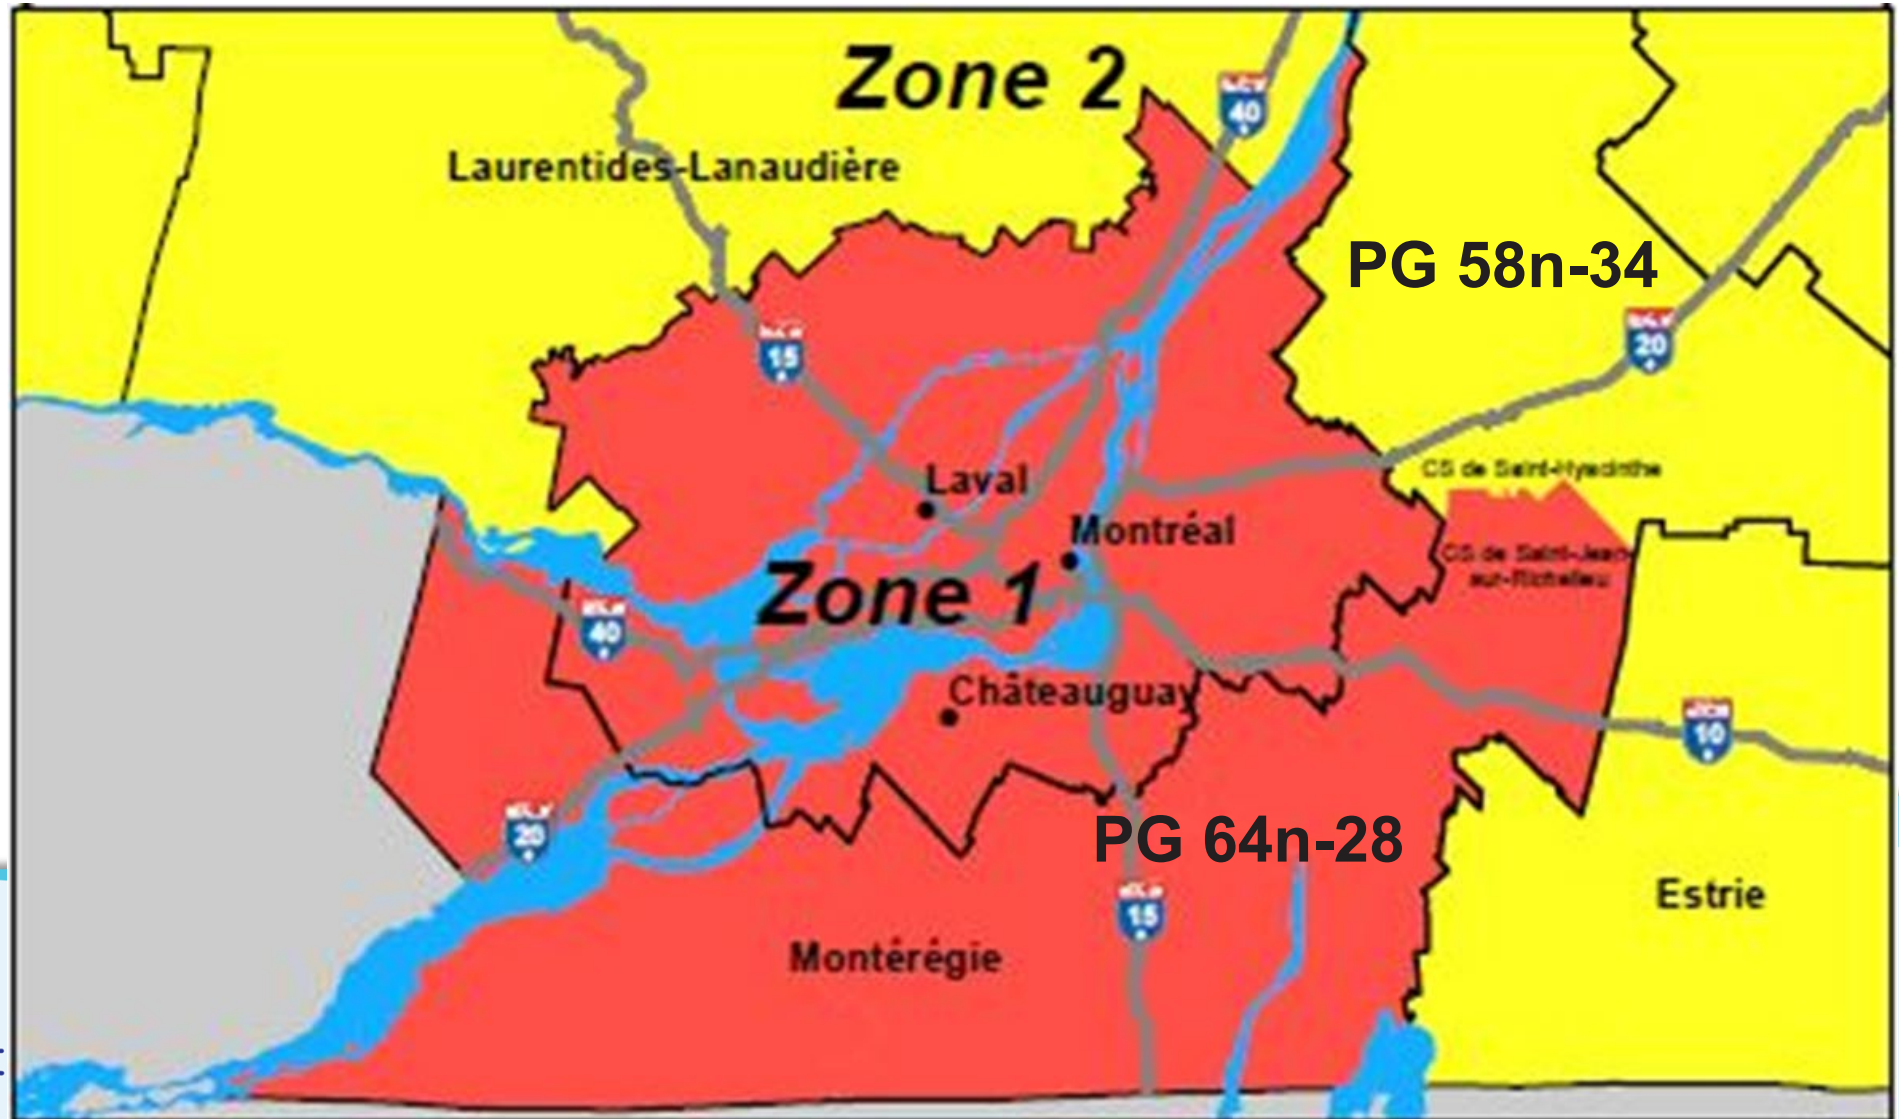 Zone 2
40
Laurentides-Lanaudière
PG 58n-34
20
15
CS de Saint-Hyacinthe
Laval
Montréal
CS de Saint-Jean-
sur-Richelieu
Zone 1
40
Châteauguay
10
20
PG 64n-28
15
Estrie
Montérégie